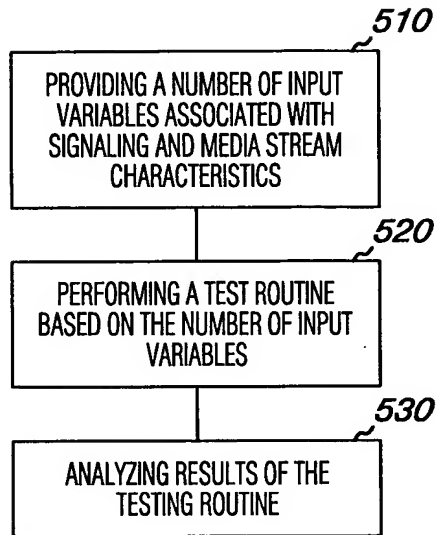 510
PROVIDING A NUMBER OF INPUT
VARIABLES ASSOCIATED WITH
SIGNALING AND MEDIA STREAM
CHARACTERISTICS
520
PERFORMING A TEST ROUTINE
BASED ON THE NUMBER OF INPUT
VARIABLES
530
ANALYZING RESULTS OF THE
TESTING ROUTINE